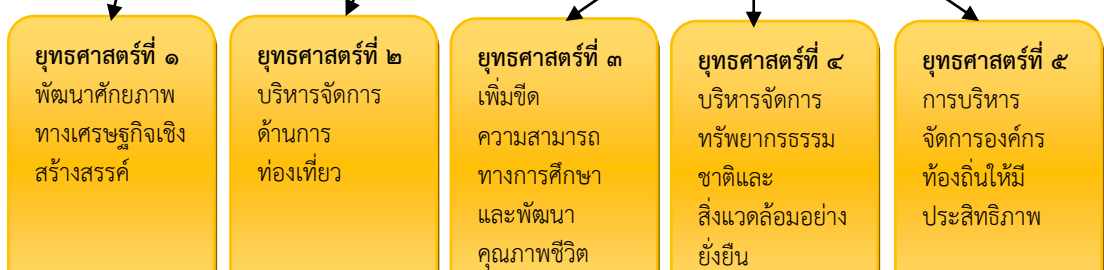 ยุทธศาสตร์ที่ ๑
พัฒนาศักยภาพ
ทางเศรษฐกิจเชิง
สร้างสรรค์
ยุทธศาสตร์ที่ ๒
บริหารจัดการ
ด้านการ
ท่องเที่ยว
ยุทธศาสตร์ที่ ๓
เพิ่มขีด
ความสามารถ
ทางการศึกษา
และพัฒนา
คุณภาพชีวิต
ยุทธศาสตร์ที่ ๔
บริหารจัดการ
ทรัพยากรธรรม
ชาติและ
สิ่งแวดล้อมอย่าง
ยั่งยืน
ยุทธศาสตร์ที่ ๕
การบริหาร
จัดการองค์กร
ท้องถิ่นให้มี
ประสิทธิภาพ